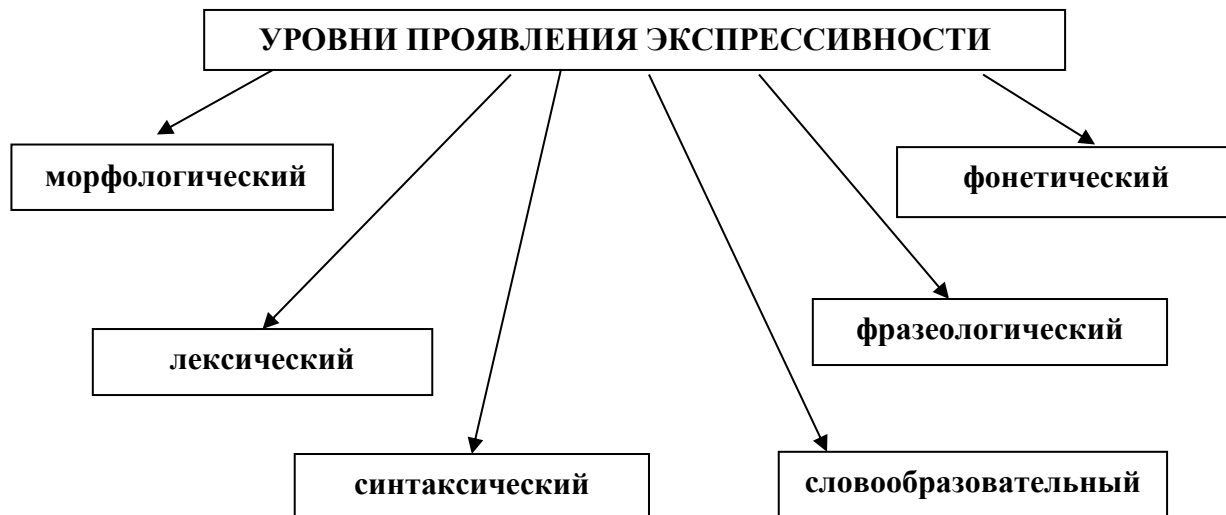 УРОВНИ ПРОЯВЛЕНИЯ ЭКСПРЕССИВНОСТИ
морфологический
фонетический
лексический
фразеологический
синтаксический
словообразовательный